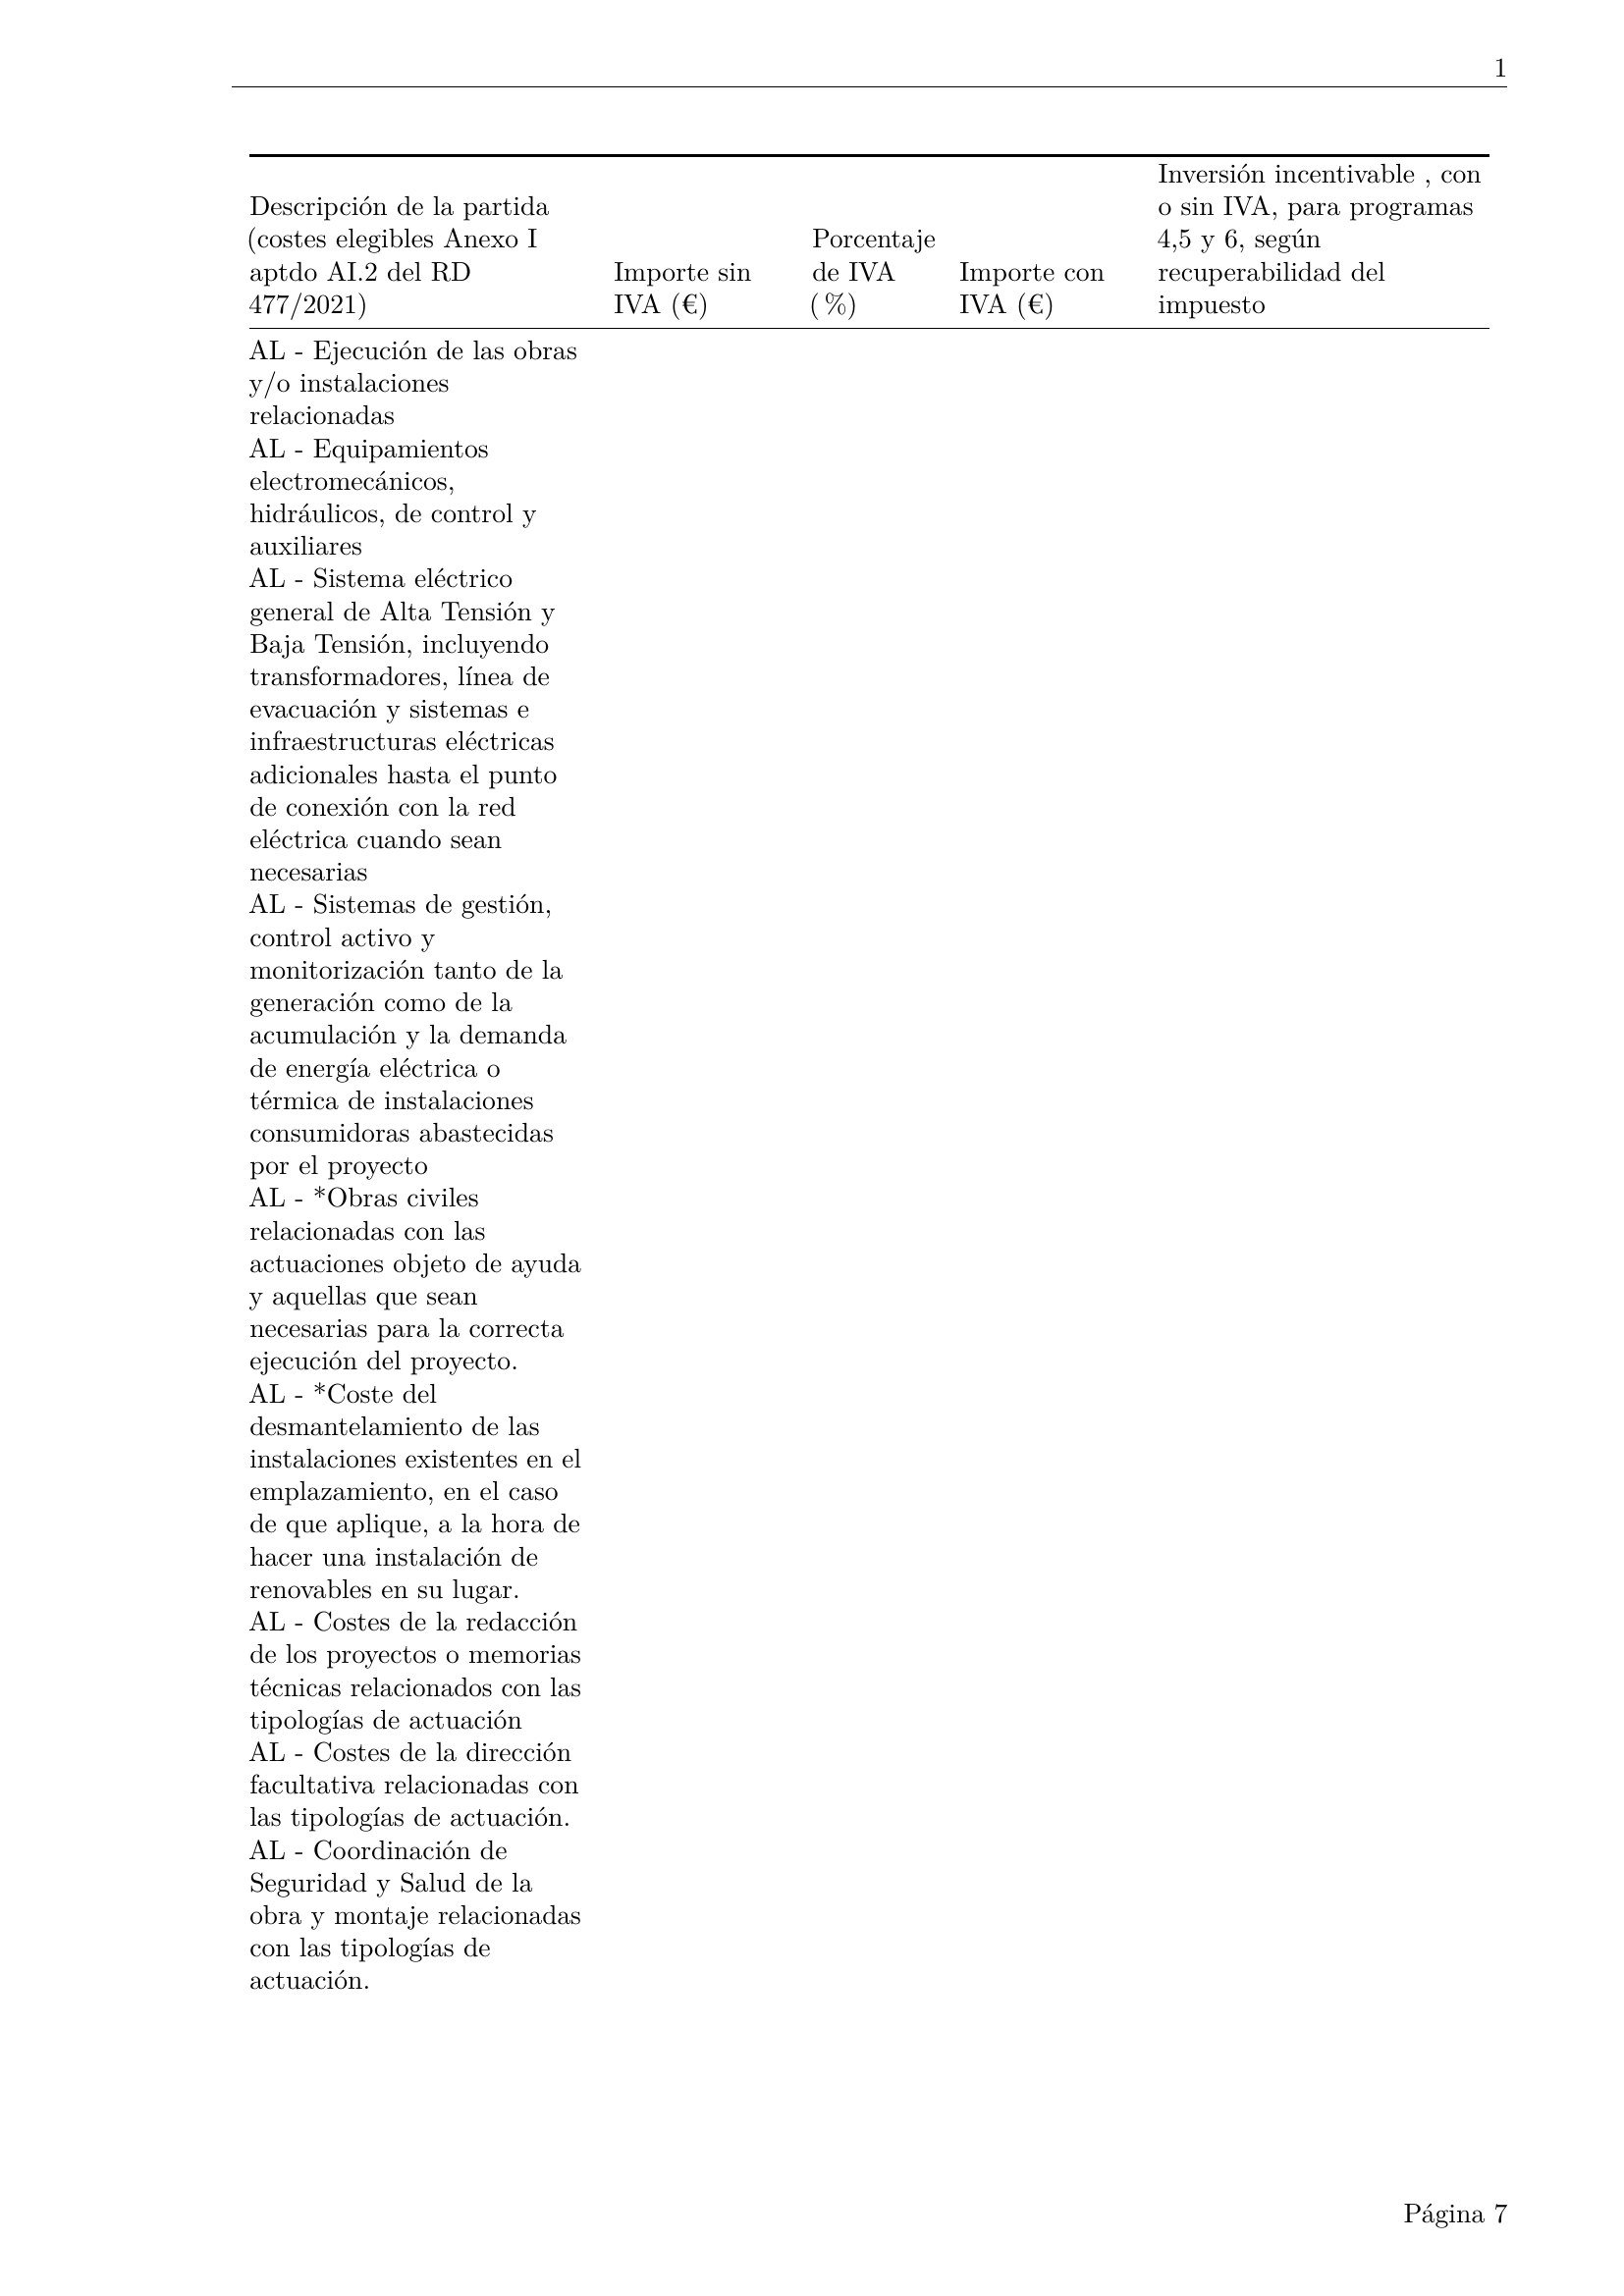 1
Descripción de la partida
(costes elegibles Anexo I
aptdo AI.2 del RD
477/2021)
Importe sin
IVA (€)
Porcentaje
de IVA
( %)
Importe con
IVA (€)
Inversión incentivable , con
o sin IVA, para programas
4,5 y 6, según
recuperabilidad del
impuesto
AL - Ejecución de las obras
y/o instalaciones
relacionadas
AL - Equipamientos
electromecánicos,
hidráulicos, de control y
auxiliares
AL - Sistema eléctrico
general de Alta Tensión y
Baja Tensión, incluyendo
transformadores, línea de
evacuación y sistemas e
infraestructuras eléctricas
adicionales hasta el punto
de conexión con la red
eléctrica cuando sean
necesarias
AL - Sistemas de gestión,
control activo y
monitorización tanto de la
generación como de la
acumulación y la demanda
de energía eléctrica o
térmica de instalaciones
consumidoras abastecidas
por el proyecto
AL - *Obras civiles
relacionadas con las
actuaciones objeto de ayuda
y aquellas que sean
necesarias para la correcta
ejecución del proyecto.
AL - *Coste del
desmantelamiento de las
instalaciones existentes en el
emplazamiento, en el caso
de que aplique, a la hora de
hacer una instalación de
renovables en su lugar.
AL - Costes de la redacción
de los proyectos o memorias
técnicas relacionados con las
tipologías de actuación
AL - Costes de la dirección
facultativa relacionadas con
las tipologías de actuación.
AL - Coordinación de
Seguridad y Salud de la
obra y montaje relacionadas
con las tipologías de
actuación.
Página 7